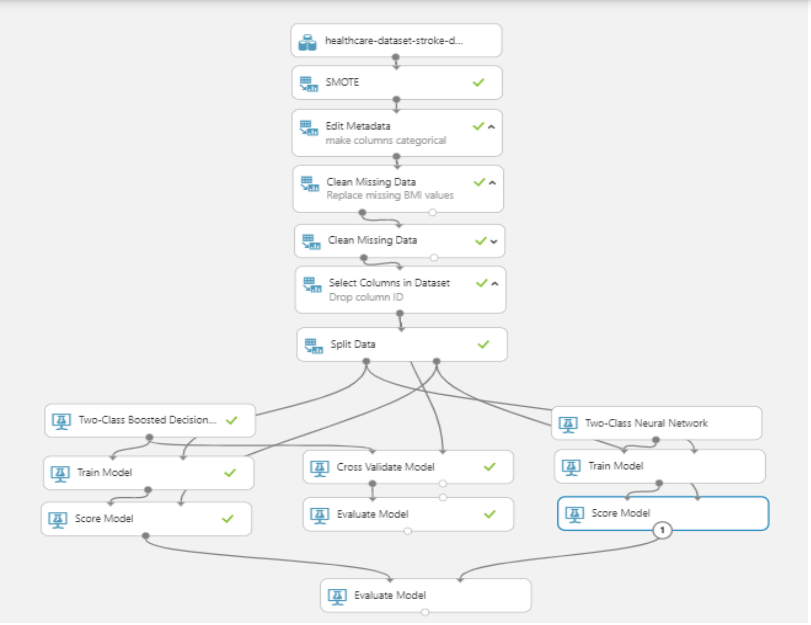 healthcare-dataset-stroke-d...
SMOTE
Edit Metadata
make columns categorical
Clean Missing Data
Replace missing BMI values
Clean Missing Data
Select Columns in Dataset
Drop column ID
Split Data
Two-Class Boosted Decision...
Two-Class Neural Network
Train Model
Cross Validate Model
Train Model
Score Model
Evaluate Model
Score Model
1
Evaluate Model